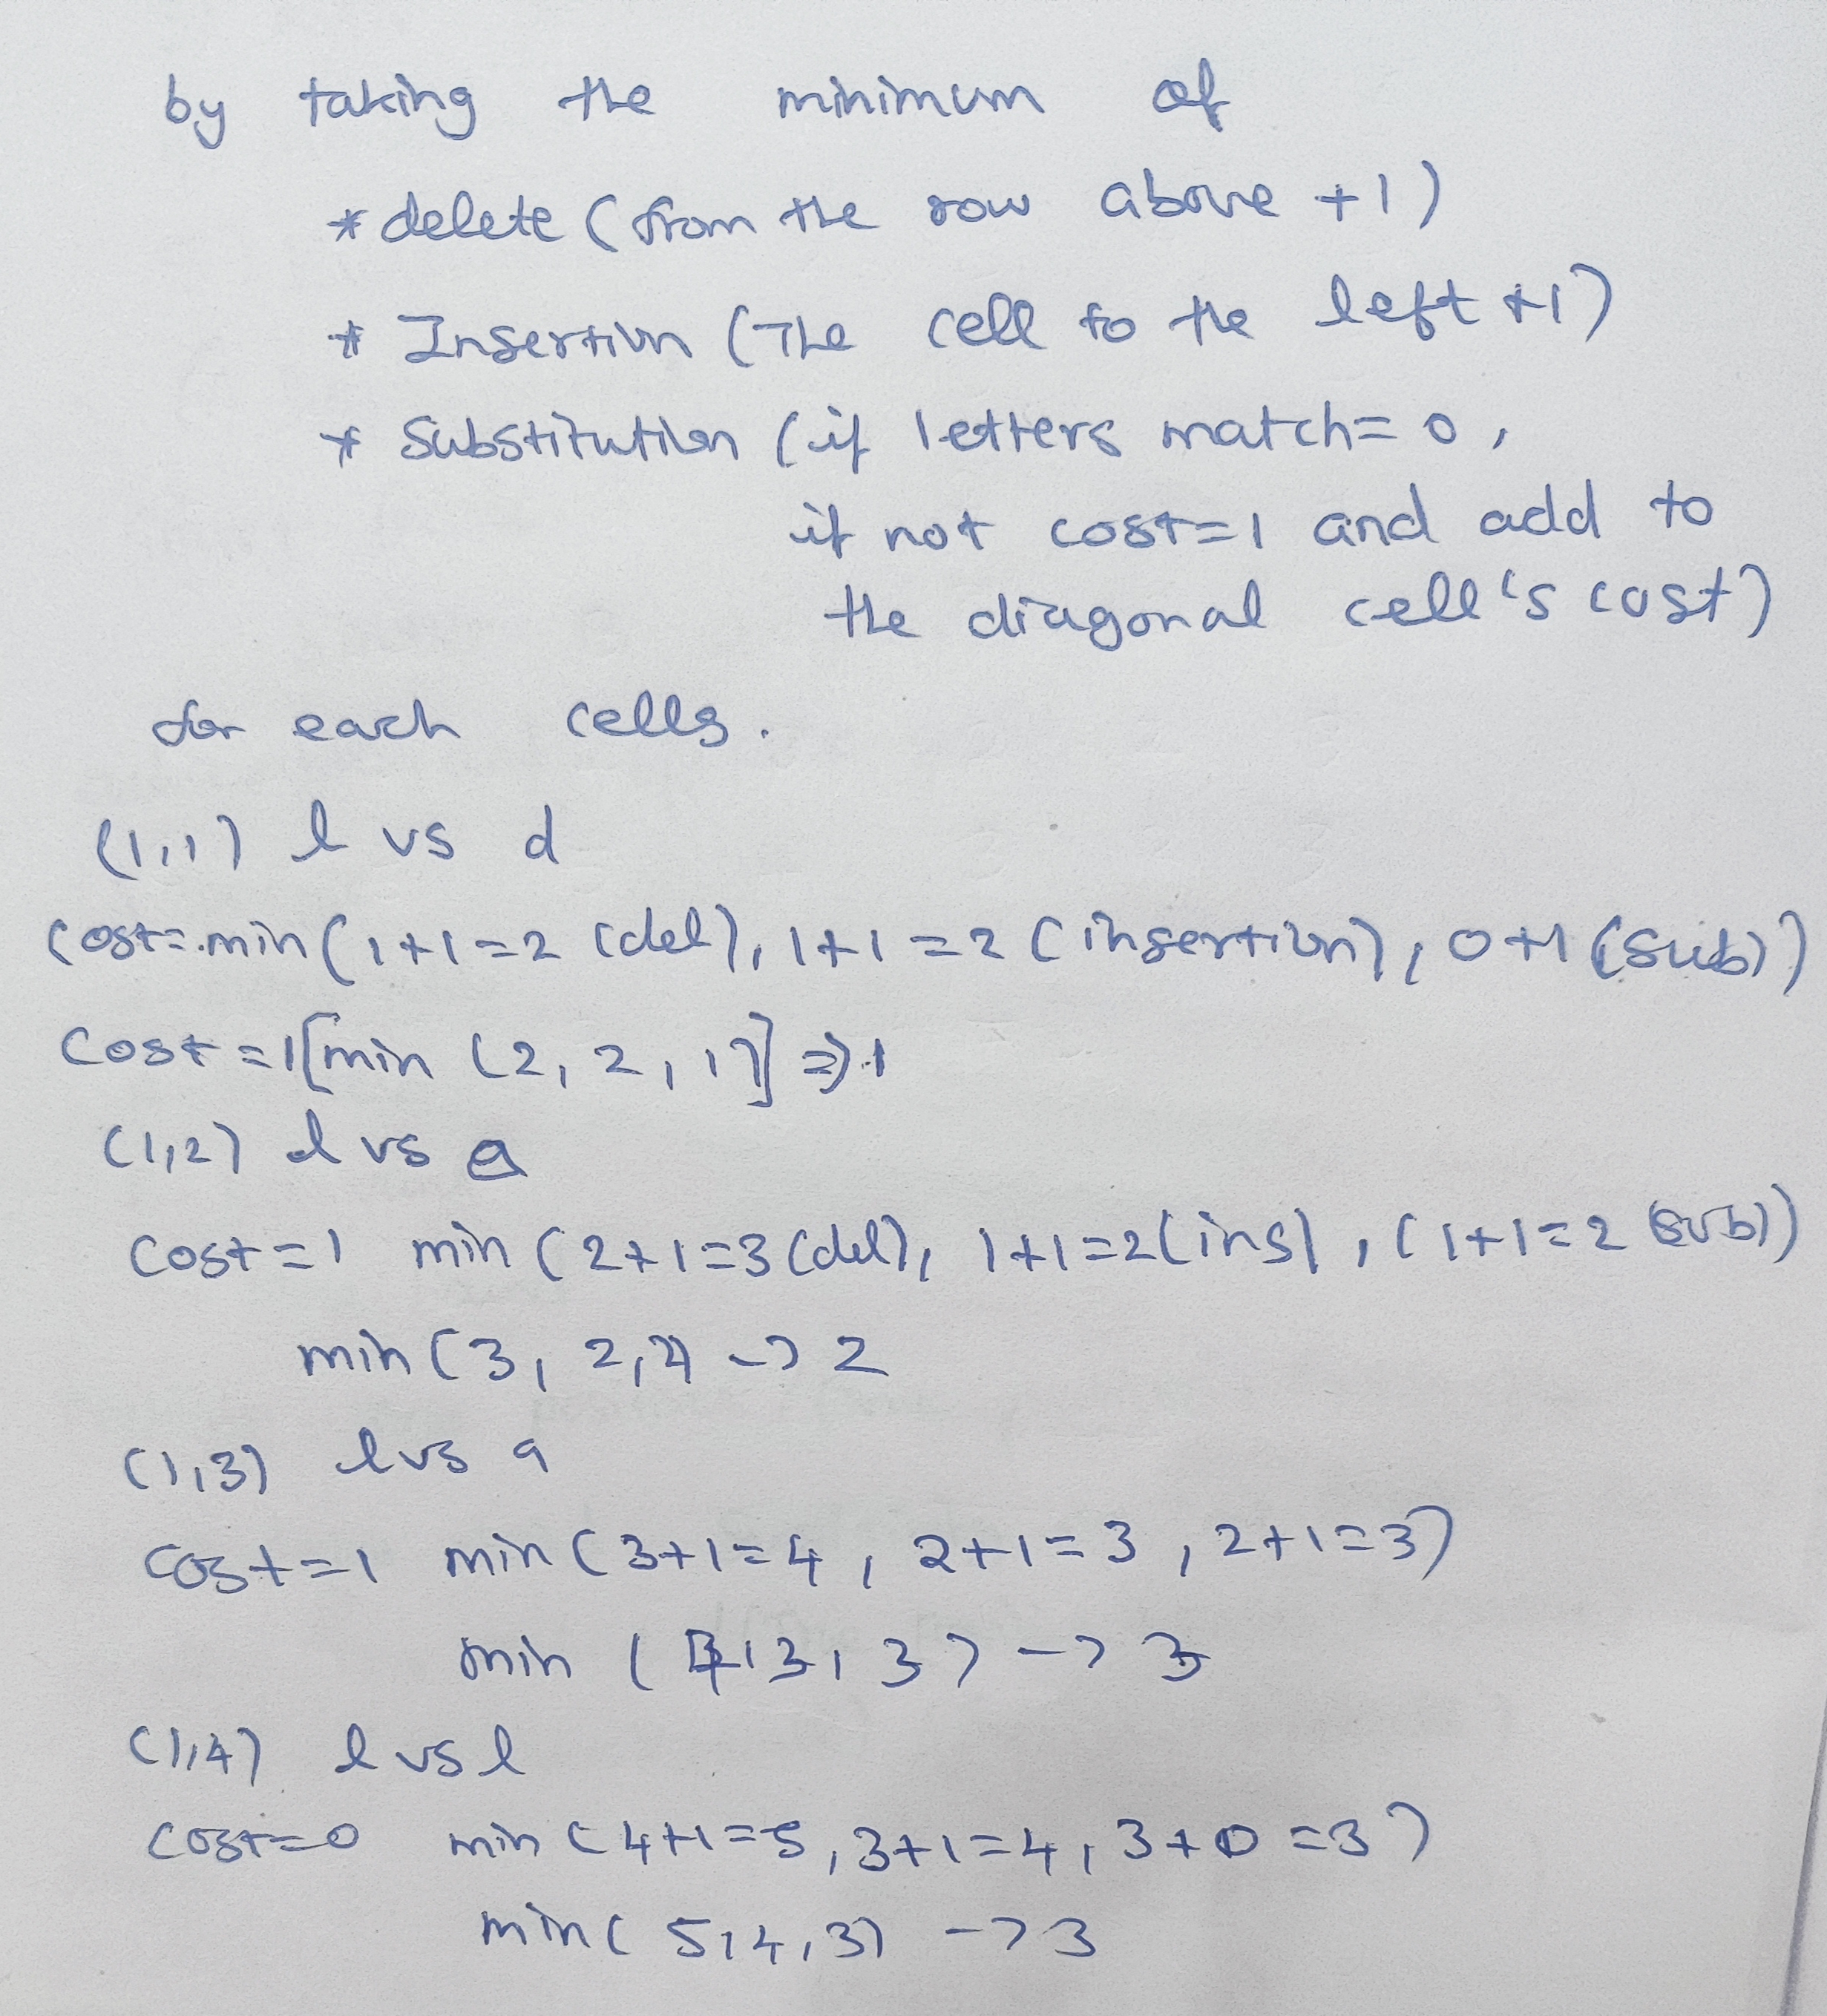 by taking the minimum of
* delete (from the row above +1)
* Insertion (The cell to the left +1)
* Substitution (if letters match= 0,
if not cost=1 and add to
the diagonal cell's cost)
for each cells.
(1,1) l vs d
cost= min(1+1=2 (del), 1+1=2 (insertion), 0+1 (sub))
Cost=1[min (2, 2, 1)] => 1
(1,2) l vs e
Cost=1 min (2+1=3 (del), 1+1=2(ins), (1+1=2 (sub))
min (3, 2,2) -> 2
(1,3) l vs a
Cost=1 min (3+1=4, 2+1=3, 2+1=3)
min (4,3,3) -> 3
(1,4) l vs l
Cost=0 min (4+1=5, 3+1=4, 3+0=3)
min( 5,4,3) -> 3